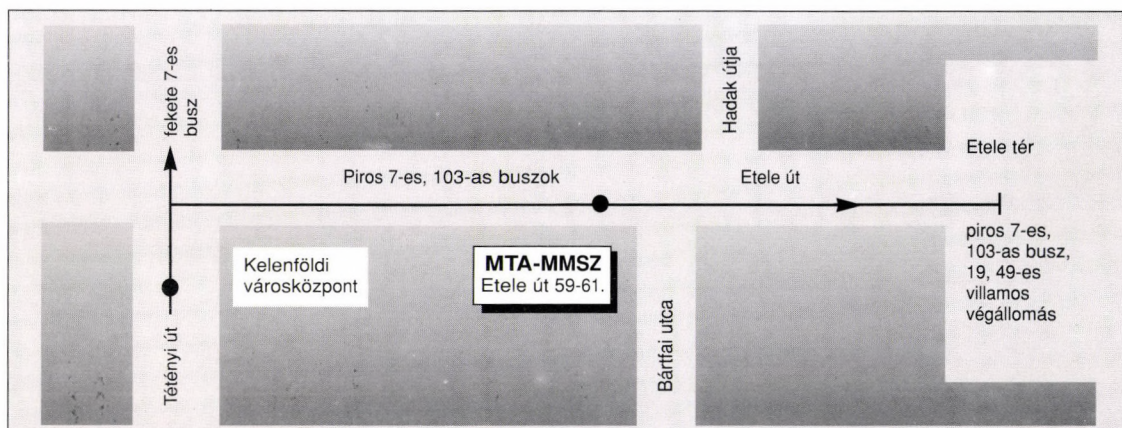 fekete 7-es
busz
Hadak útja
Etele tér
Piros 7-es, 103-as buszok
Etele út
Kelenföldi
városközpont
MTA-MMSZ
Etele út 59-61.
piros 7-es,
103-as busz,
19, 49-es
villamos
végállomás
Tétényi út
Bártfai utca